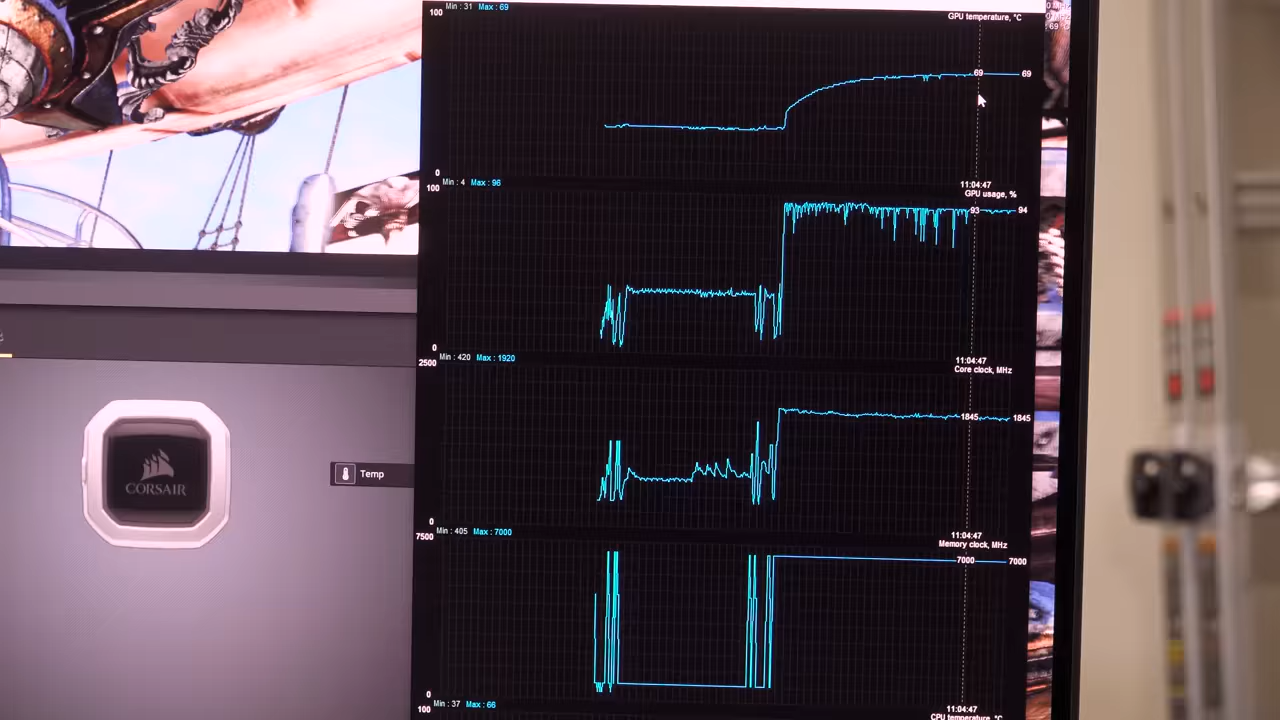 100 Min : 31 Max : 69
GPU temperature, °C
69 69
0
11:04:47
100 Min : 4 Max : 96
GPU usage, %
93 94
0
11:04:47
2500 Min : 420 Max : 1920
Core clock, MHz
1845 1845
0
11:04:47
7500 Min : 405 Max : 7000
Memory clock, MHz
7000 7000
0
11:04:47
100 Min : 37 Max : 66
CPU temperature, °C
CORSAIR
Temp